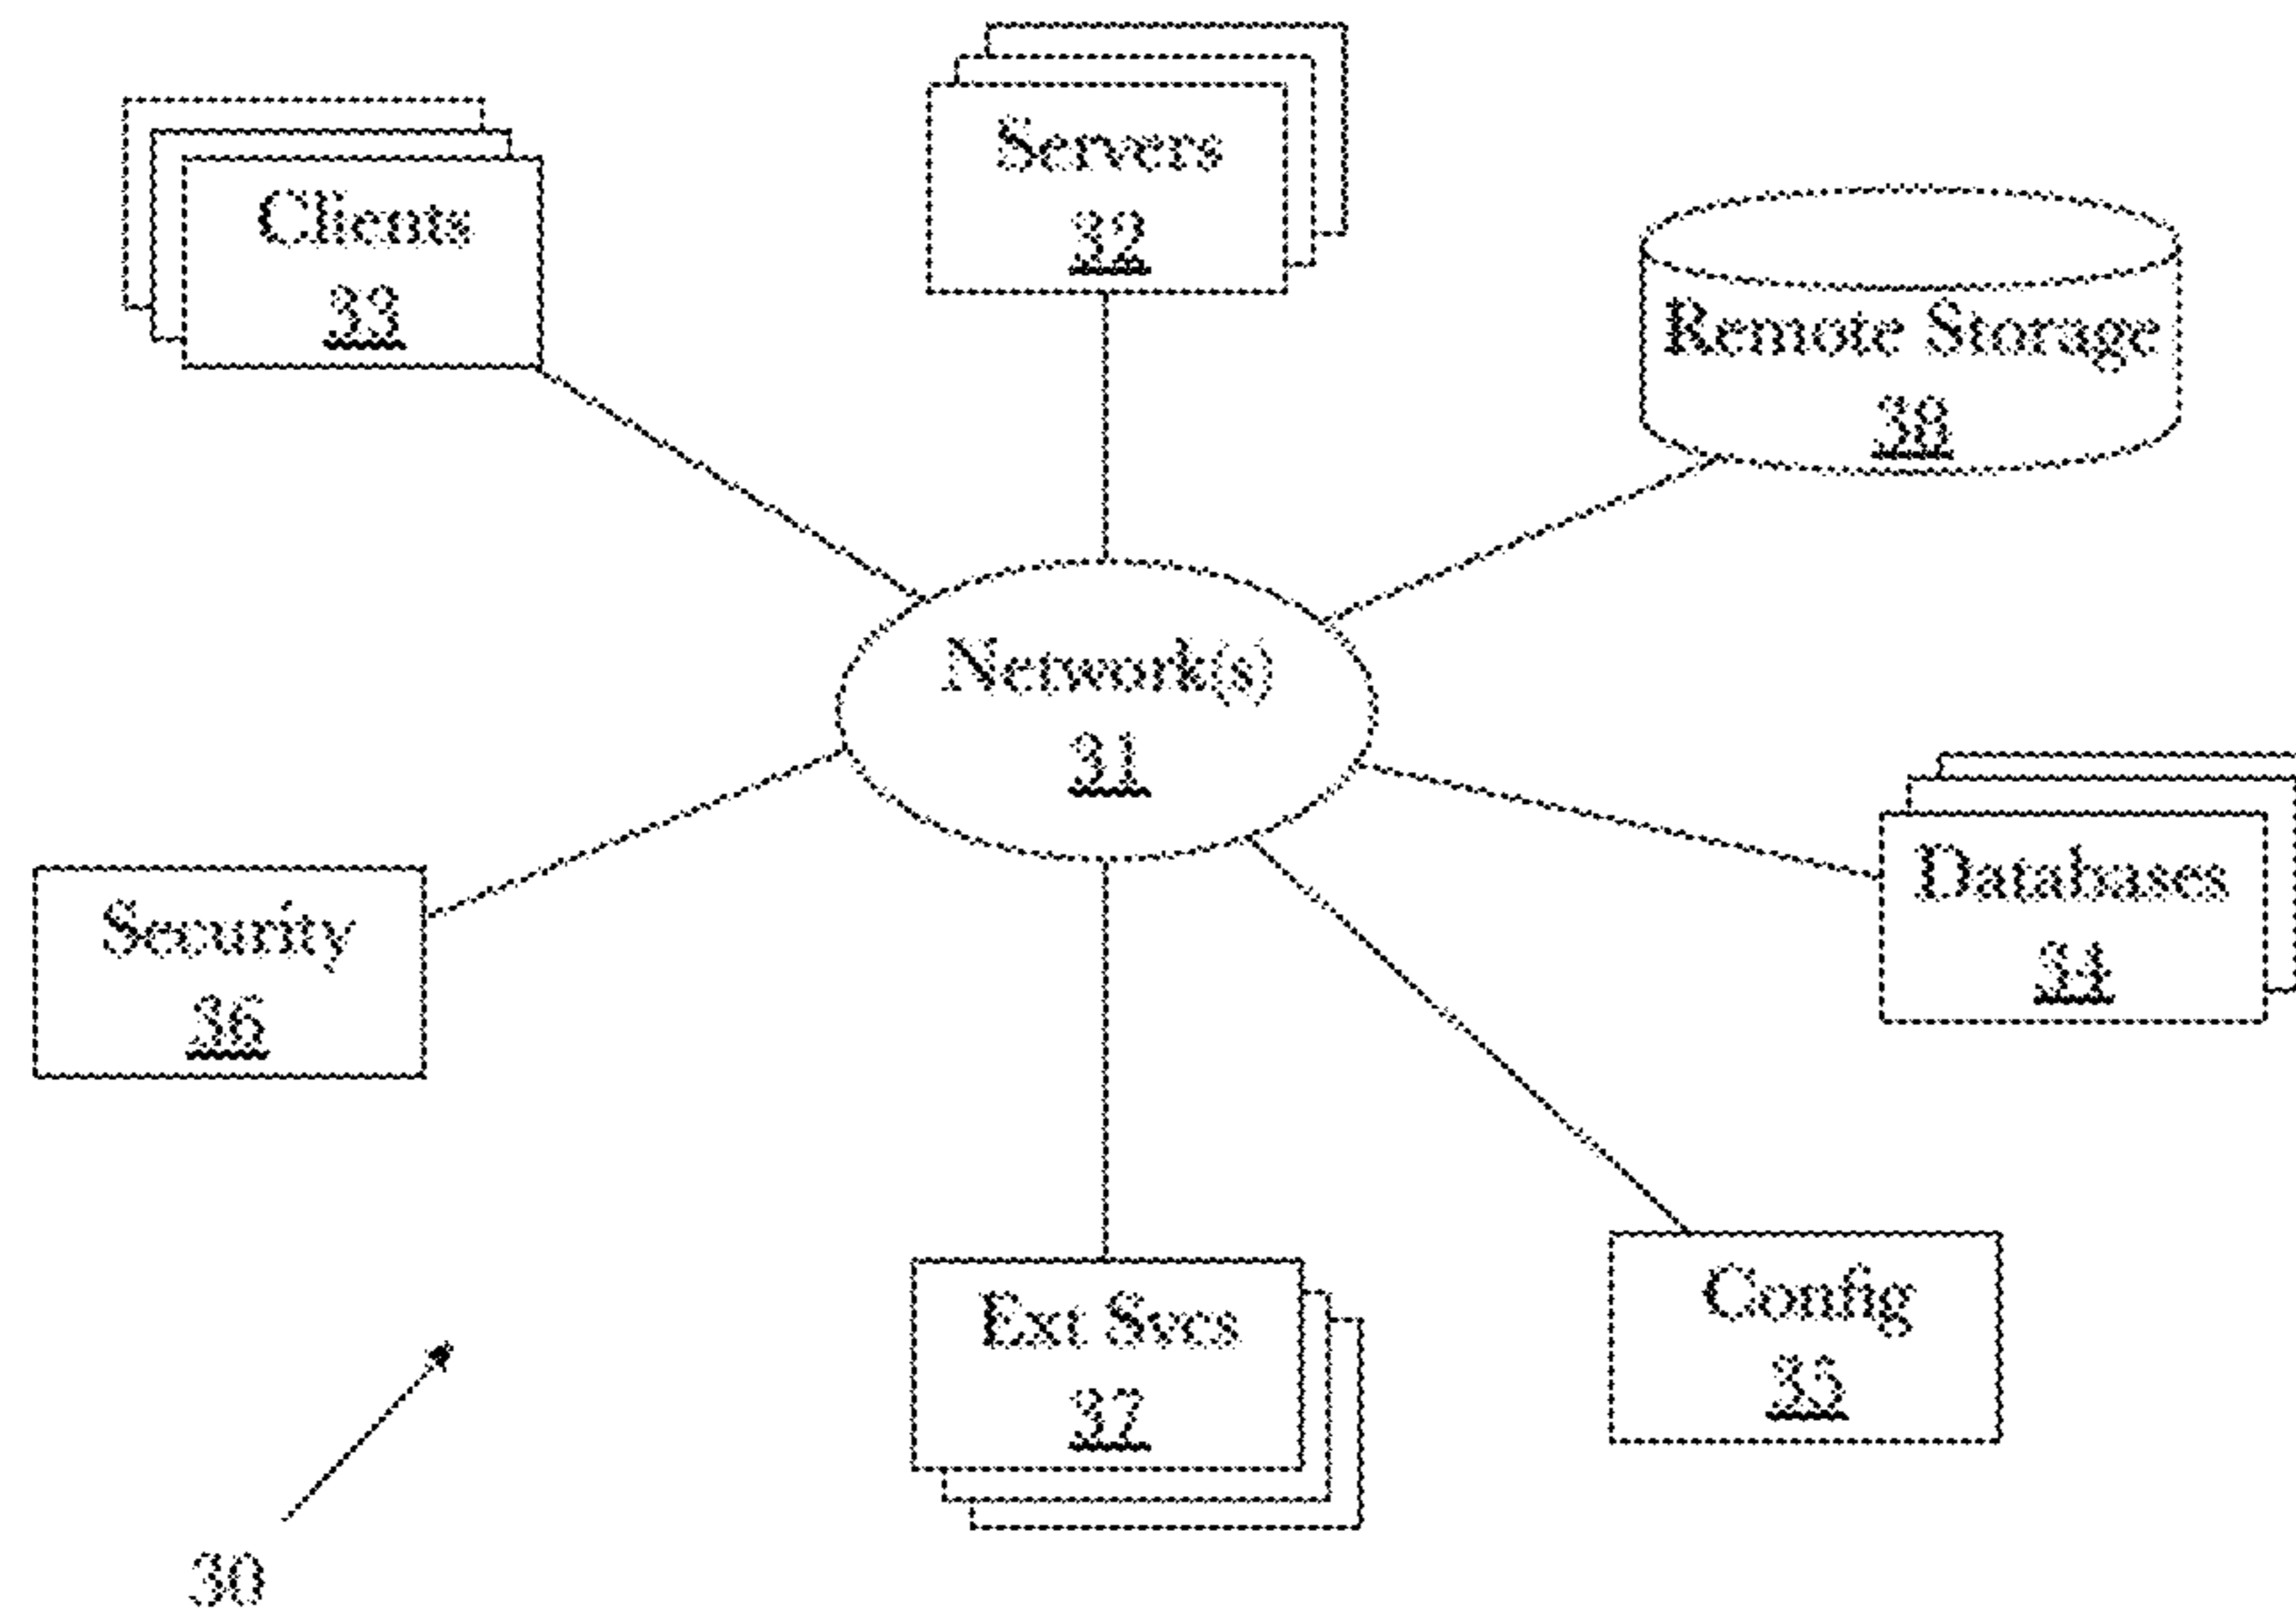 Servers
32
Clients
33
Remote Storage
38
Network(s)
31
Databases
34
Security
36
Ext Svcs
37
Config
35
30